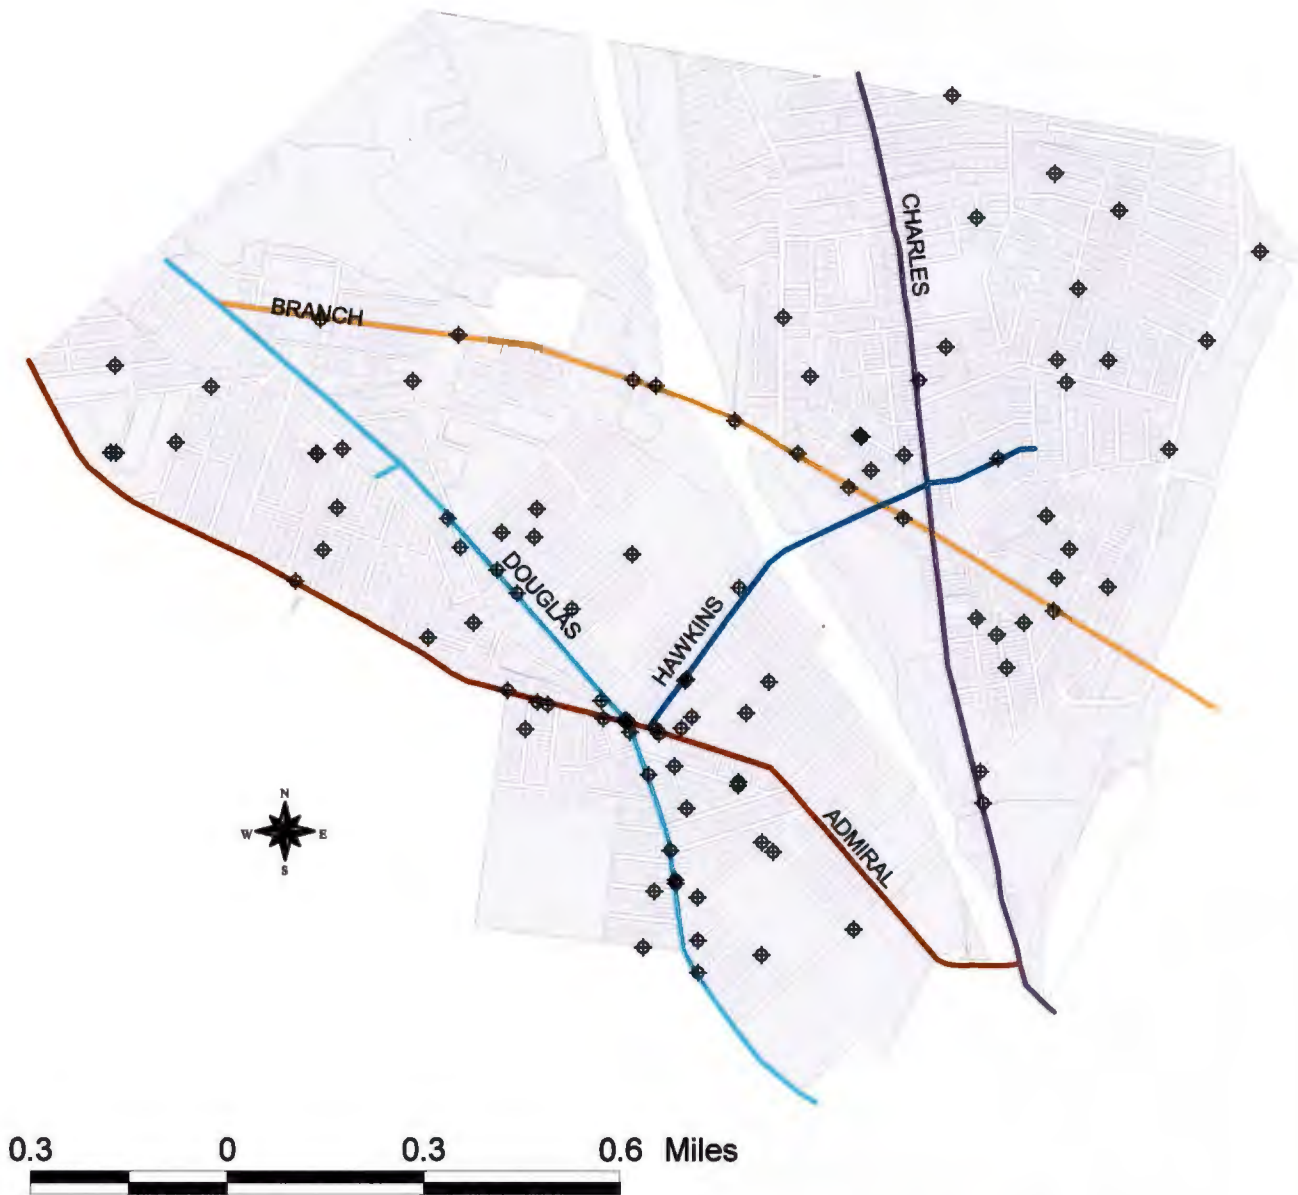 CHARLES
BRANCH
DOUGLAS
HAWKINS
ADMIRAL
N
W E
S
0.3 0 0.3 0.6 Miles